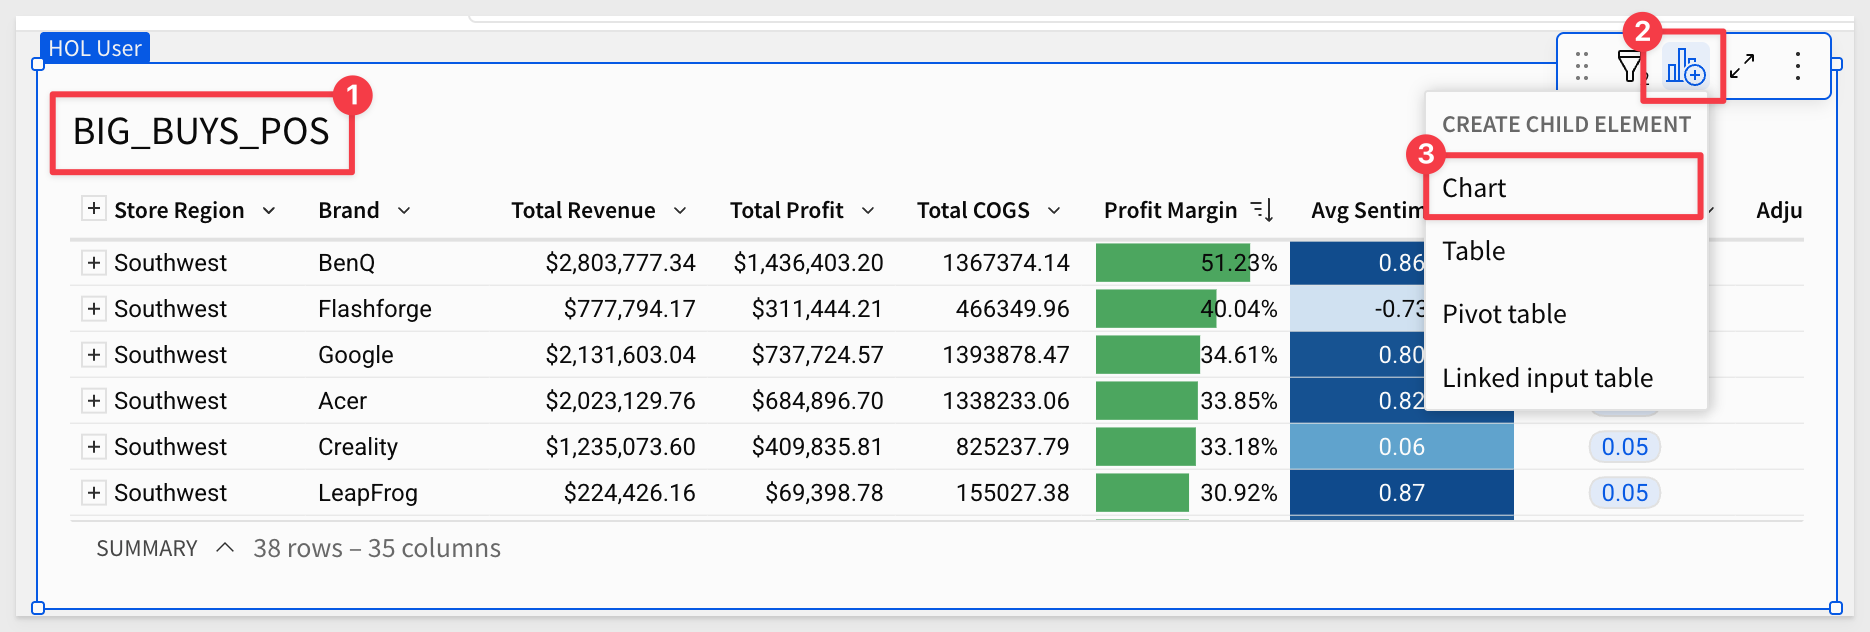 HOL User
2
1
BIG_BUYS_POS
2
CREATE CHILD ELEMENT
3
Chart
Table
Pivot table
Linked input table
Store Region Brand Total Revenue Total Profit Total COGS Profit Margin Avg Sentim Adju
Southwest BenQ $2,803,777.34 $1,436,403.20 1367374.14 51.23% 0.86
Southwest Flashforge $777,794.17 $311,444.21 466349.96 40.04% -0.73
Southwest Google $2,131,603.04 $737,724.57 1393878.47 34.61% 0.80
Southwest Acer $2,023,129.76 $684,896.70 1338233.06 33.85% 0.82
Southwest Creality $1,235,073.60 $409,835.81 825237.79 33.18% 0.06 0.05
Southwest LeapFrog $224,426.16 $69,398.78 155027.38 30.92% 0.87 0.05
SUMMARY 38 rows – 35 columns